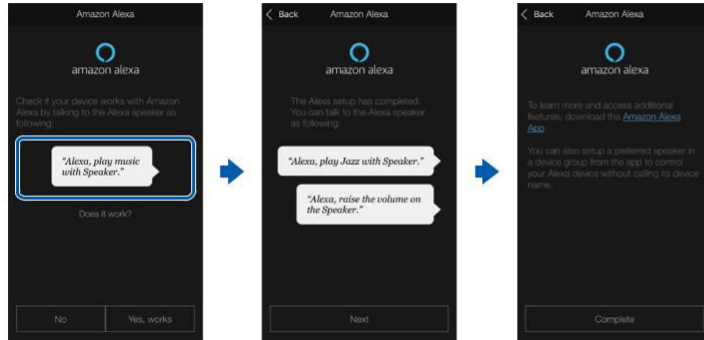 Amazon Alexa
amazon alexa
Check if your device works with Amazon
Alexa by talking to the Alexa speaker as
following:
"Alexa, play music
with Speaker."
Does it work?
No
Yes, works
Back
Amazon Alexa
amazon alexa
The Alexa setup has completed.
You can talk to the Alexa speaker
as following:
"Alexa, play Jazz with Speaker."
"Alexa, raise the volume on
the Speaker."
Next
Back
Amazon Alexa
amazon alexa
To learn more and access additional
features, download the Amazon Alexa
App.
You can also setup a preferred speaker in
a device group from the app to control
your Alexa device without calling its device
name.
Complete